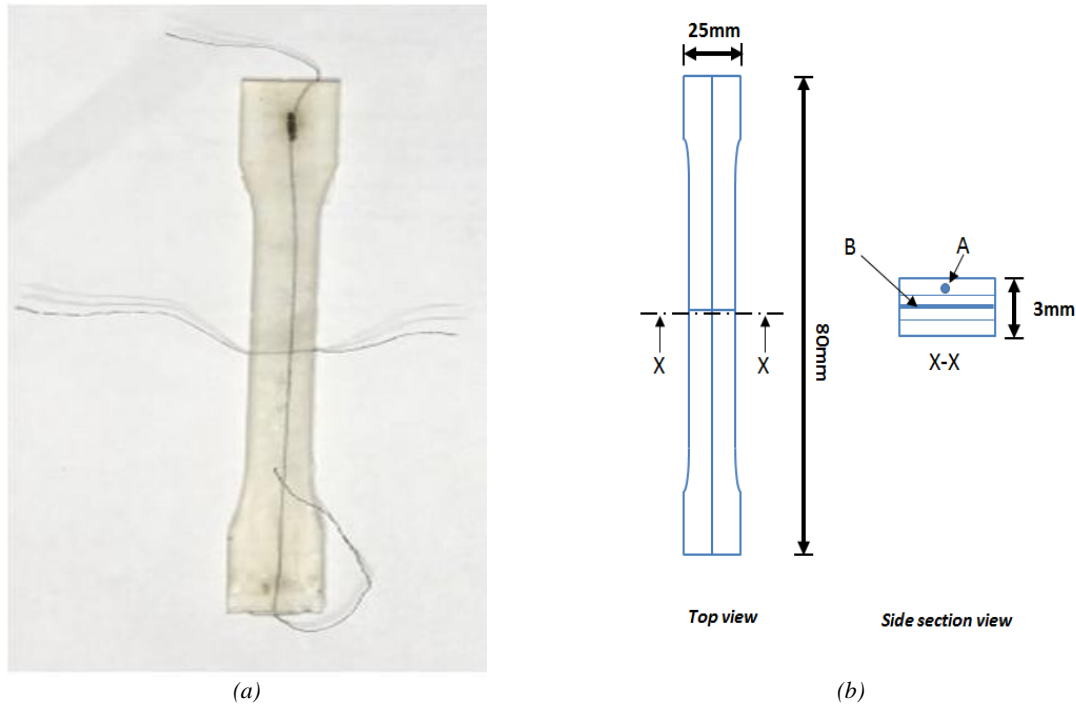 25mm
80mm
B
A
3mm
X
X
X-X
Top view
Side section view
(a)
(b)